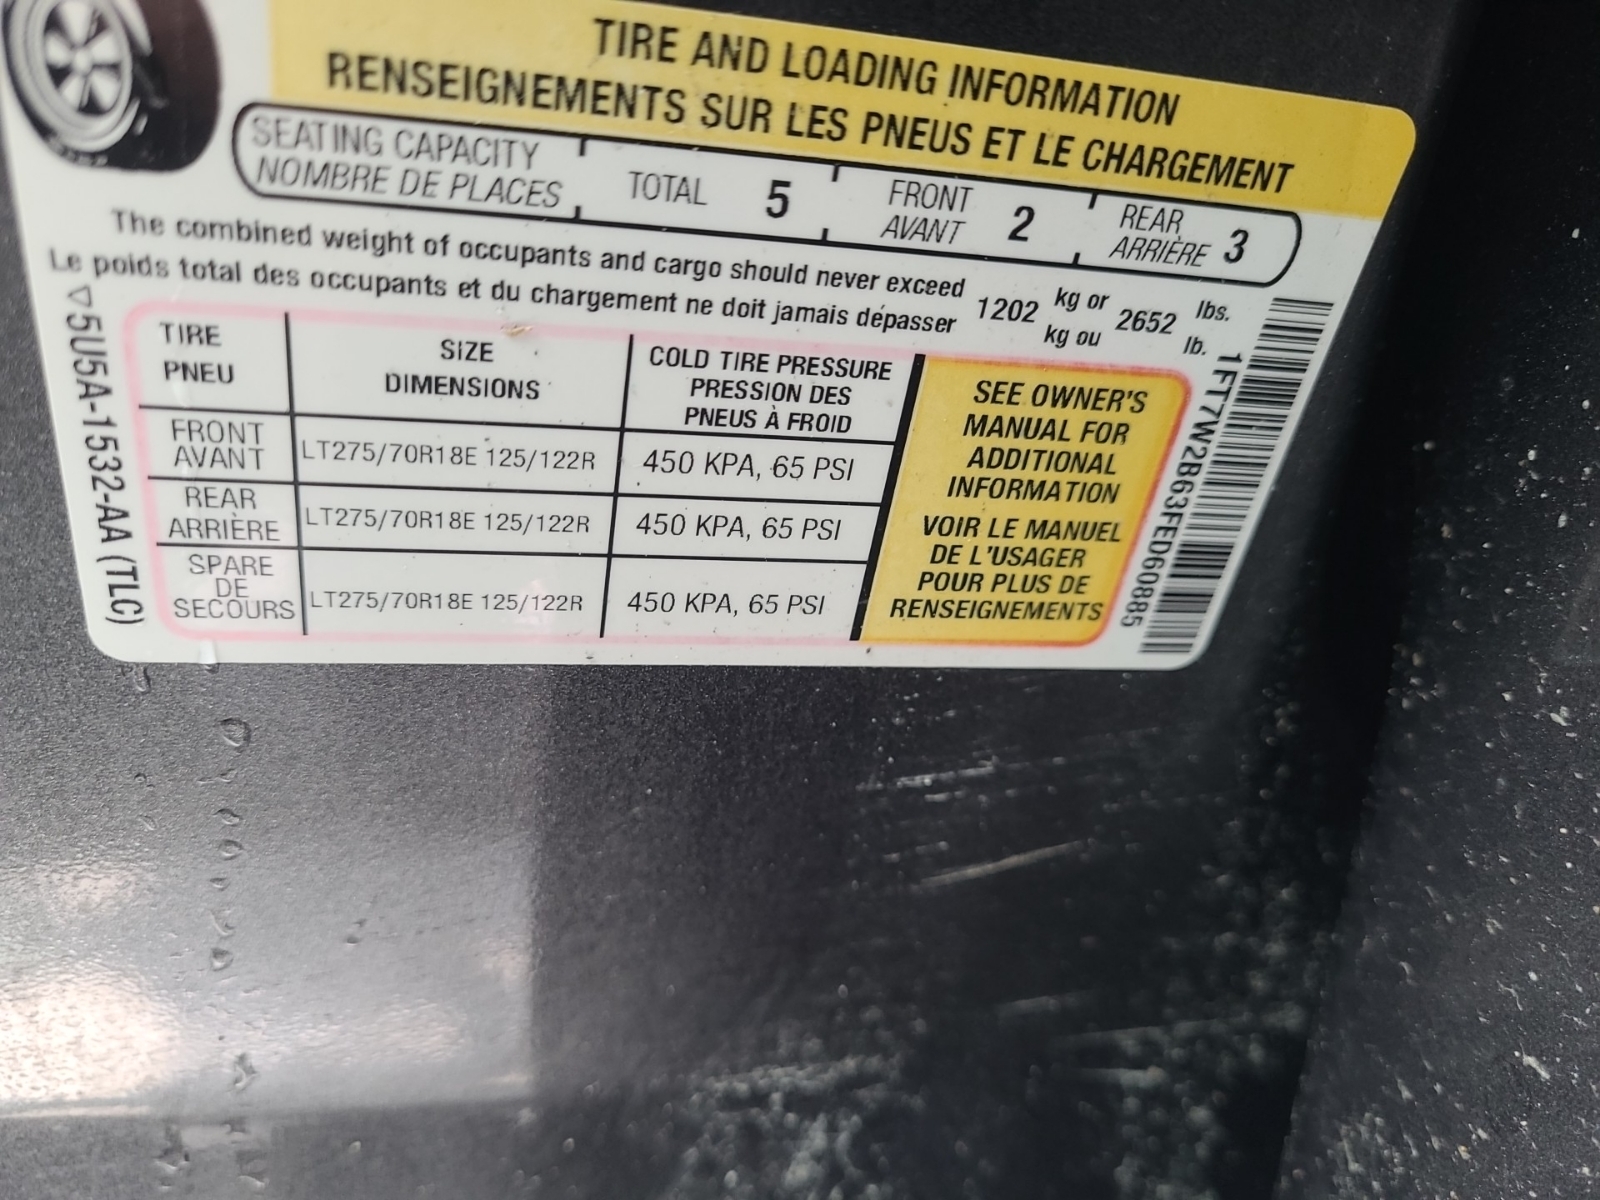 TIRE AND LOADING INFORMATION
RENSEIGNEMENTS SUR LES PNEUS ET LE CHARGEMENT
SEATING CAPACITY
NOMBRE DE PLACES
TOTAL 5
FRONT
AVANT
2
REAR
ARRIÈRE
3
The combined weight of occupants and cargo should never exceed
Le poids total des occupants et du chargement ne doit jamais dépasser
1202
kg or
kg ou
2652
lbs.
lb.
TIRE
PNEU
SIZE
DIMENSIONS
COLD TIRE PRESSURE
PRESSION DES
PNEUS À FROID
FRONT
AVANT
LT275/70R18E 125/122R
450 KPA, 65 PSI
REAR
ARRIÈRE
LT275/70R18E 125/122R
450 KPA, 65 PSI
SPARE
DE
SECOURS
LT275/70R18E 125/122R
450 KPA, 65 PSI
SEE OWNER'S
MANUAL FOR
ADDITIONAL
INFORMATION
VOIR LE MANUEL
DE L'USAGER
POUR PLUS DE
RENSEIGNEMENTS
5U5A-1532-AA (TLC)
1FT7W2B63FED60885